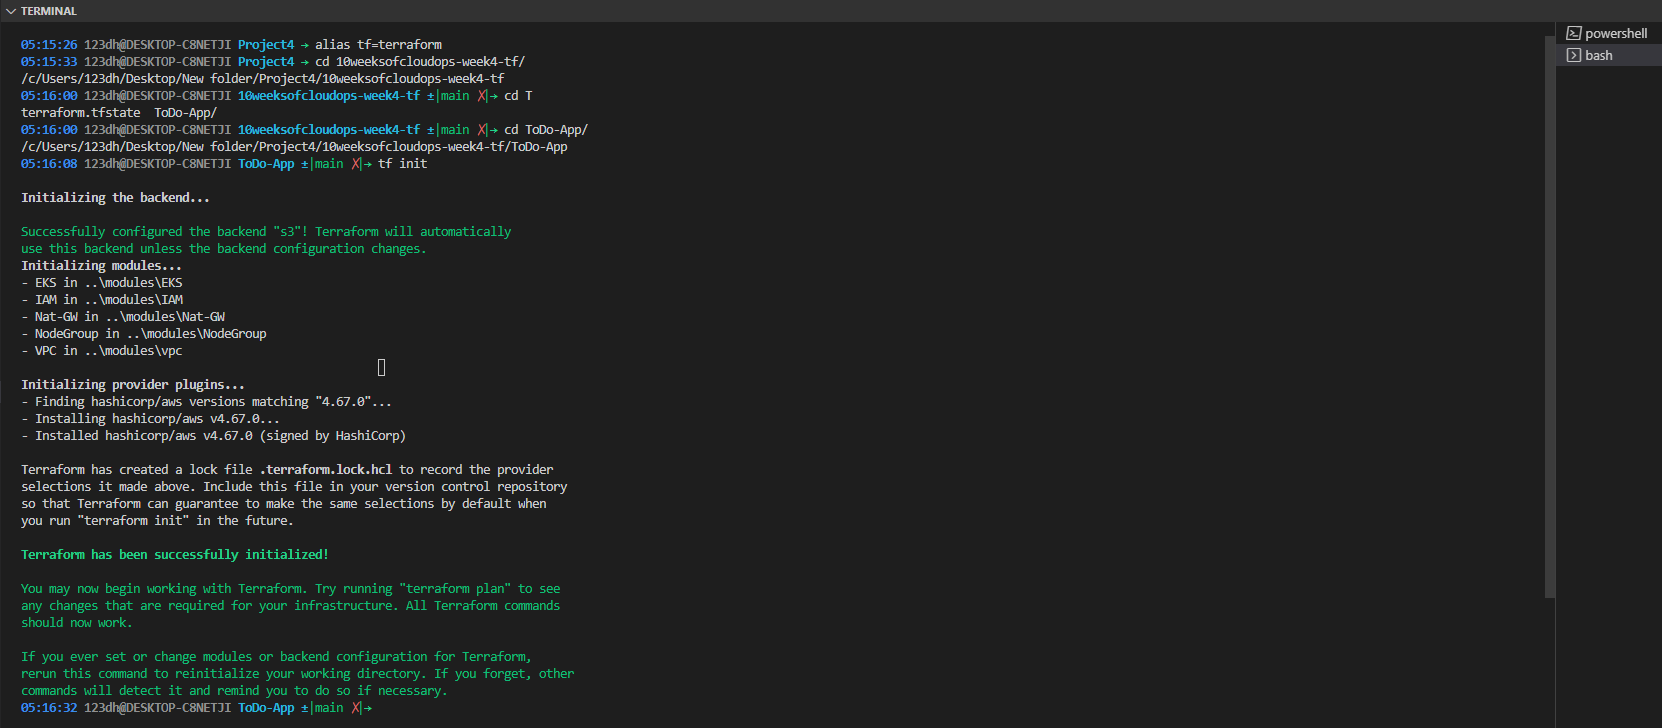 TERMINAL
05:15:26 123dh@DESKTOP-C8NETJI Project4 → alias tf=terraform
05:15:33 123dh@DESKTOP-C8NETJI Project4 → cd 10weeksofcloudops-week4-tf/
/c/Users/123dh/Desktop/New folder/Project4/10weeksofcloudops-week4-tf
05:16:00 123dh@DESKTOP-C8NETJI 10weeksofcloudops-week4-tf ±|main ✗|→ cd T
terraform.tfstate  ToDo-App/
05:16:00 123dh@DESKTOP-C8NETJI 10weeksofcloudops-week4-tf ±|main ✗|→ cd ToDo-App/
/c/Users/123dh/Desktop/New folder/Project4/10weeksofcloudops-week4-tf/ToDo-App
05:16:08 123dh@DESKTOP-C8NETJI ToDo-App ±|main ✗|→ tf init
Initializing the backend...
Successfully configured the backend "s3"! Terraform will automatically
use this backend unless the backend configuration changes.
Initializing modules...
- EKS in ..\modules\EKS
- IAM in ..\modules\IAM
- Nat-GW in ..\modules\Nat-GW
- NodeGroup in ..\modules\NodeGroup
- VPC in ..\modules\vpc
Initializing provider plugins...
- Finding hashicorp/aws versions matching "4.67.0"...
- Installing hashicorp/aws v4.67.0...
- Installed hashicorp/aws v4.67.0 (signed by HashiCorp)
Terraform has created a lock file .terraform.lock.hcl to record the provider
selections it made above. Include this file in your version control repository
so that Terraform can guarantee to make the same selections by default when
you run "terraform init" in the future.
Terraform has been successfully initialized!
You may now begin working with Terraform. Try running "terraform plan" to see
any changes that are required for your infrastructure. All Terraform commands
should now work.
If you ever set or change modules or backend configuration for Terraform,
rerun this command to reinitialize your working directory. If you forget, other
commands will detect it and remind you to do so if necessary.
05:16:32 123dh@DESKTOP-C8NETJI ToDo-App ±|main ✗|→
powershell
bash